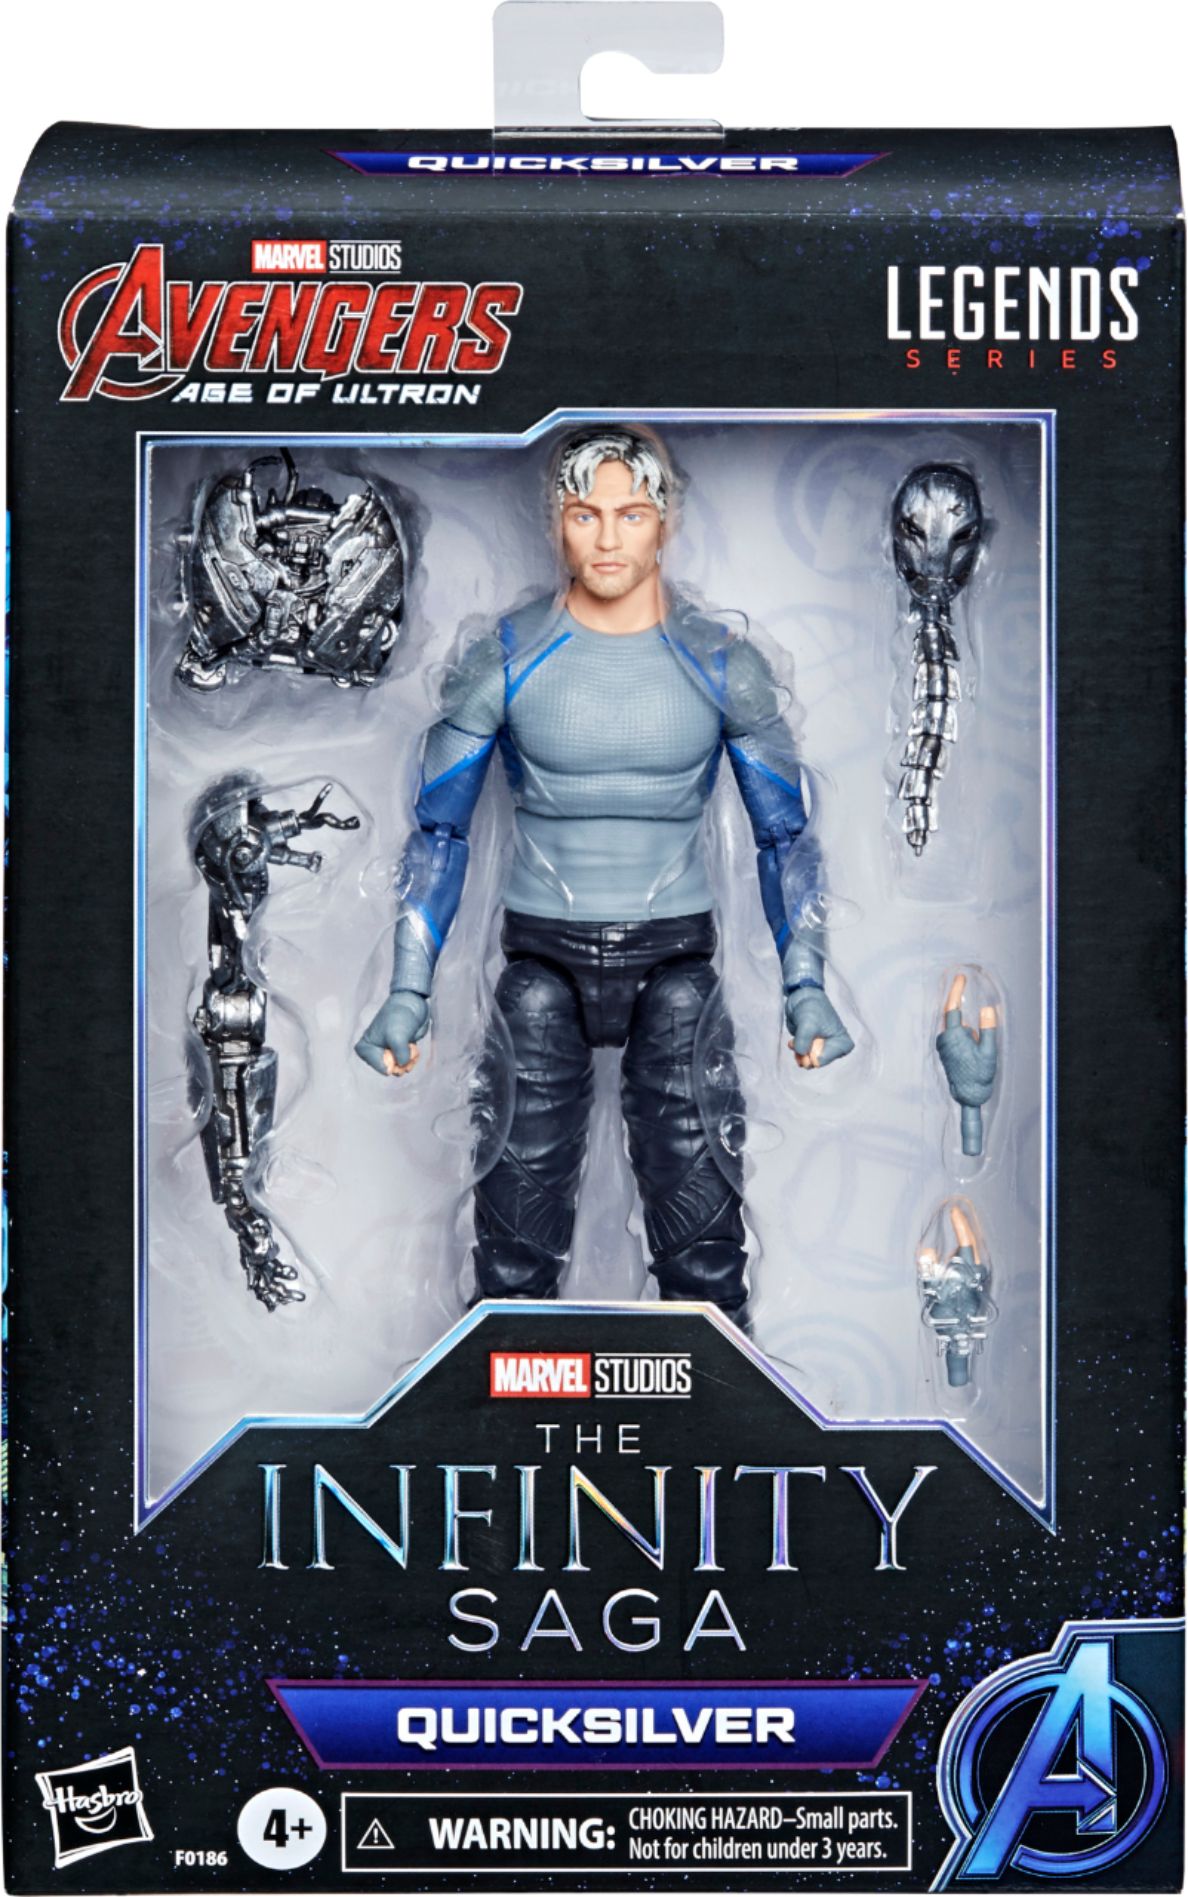 QUICKSILVER
MARVEL STUDIOS
AVENGERS
AGE OF ULTRON
LEGENDS
SERIES
MARVEL STUDIOS
THE
INFINITY
SAGA
QUICKSILVER
Hasbro
F0186
4+
WARNING: CHOKING HAZARD–Small parts.
Not for children under 3 years.